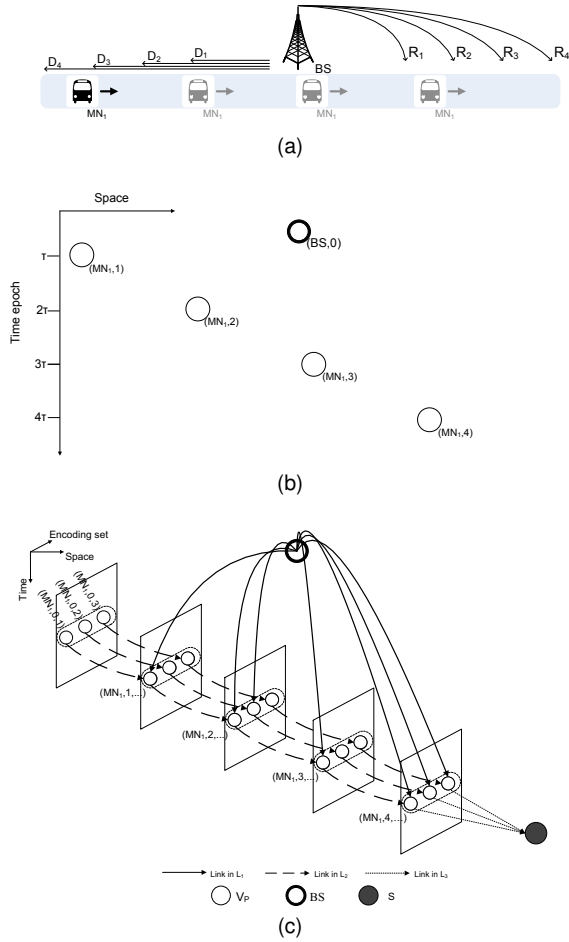 D₄ D₃ D₂ D₁ BS R₁ R₂ R₃ R₄
MN₁ MN₁ MN₁ MN₁
(a)
Space
Time epoch
(BS,0)
τ
(MN₁,1)
2τ
(MN₁,2)
3τ
(MN₁,3)
4τ
(MN₁,4)
(b)
Encoding set
Space
Time
(MN₁,0,1)
(MN₁,0,2)
(MN₁,0,3)
(MN₁,1,...)
(MN₁,2,...)
(MN₁,3,...)
(MN₁,4,...)
Link in L₁ Link in L₂ Link in L₃
V_P BS S
(c)